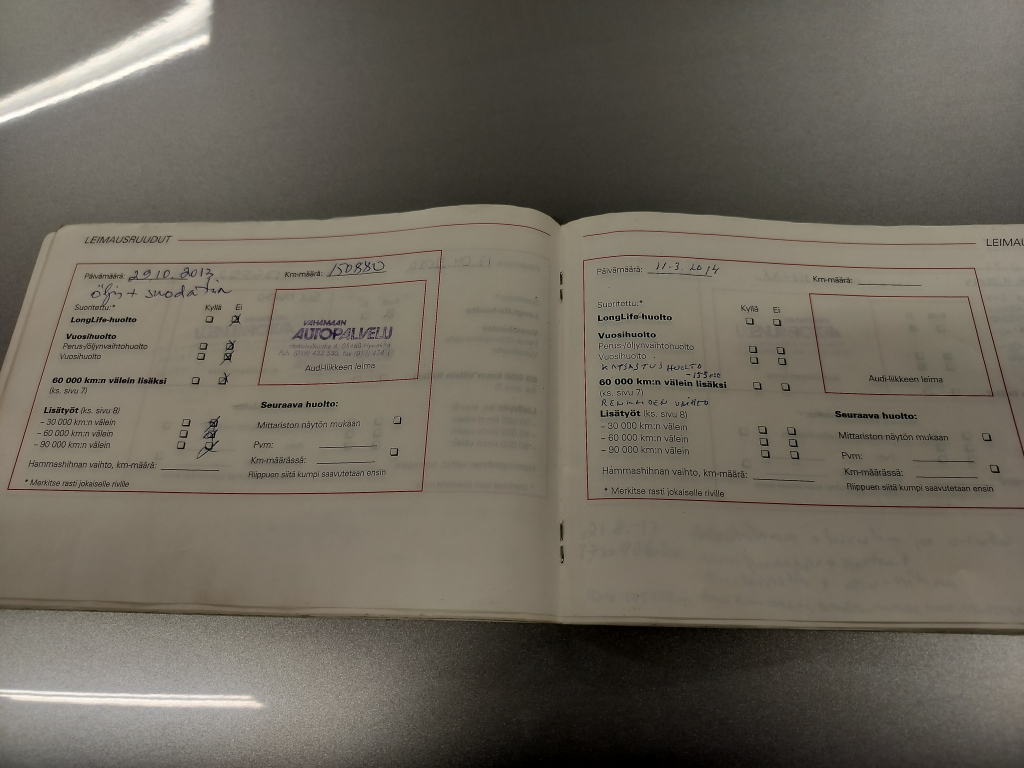 LEIMAUSRUUDUT
Päivämäärä: 29.10.2013 Km-määrä: 150880
öljis + suodatin
Suoritettu: Kyllä Ei
LongLife-huolto
Vuosihuolto
Perus-/öljynvaihtohuolto
Vuosihuolto
60 000 km:n välein lisäksi
(ks. sivu 7)
Lisätyöt (ks. sivu 8)
– 30 000 km:n välein
– 60 000 km:n välein
– 90 000 km:n välein
Hammashihnan vaihto, km-määrä:
* Merkitse rasti jokaiselle riville
VÄHÄMAAN
AUTOPALVELU
Audi-liikkeen leima
Seuraava huolto:
Mittariston näytön mukaan
Pvm:
Km-määrässä:
Riippuen siitä kumpi saavutetaan ensin
LEIMAU
Päivämäärä: 11.3.2014 Km-määrä:
Suoritettu:* Kyllä Ei
LongLife-huolto
Vuosihuolto
Perus-/öljynvaihtohuolto
Vuosihuolto
KATSASTUS HUOLTO
60 000 km:n välein lisäksi
(ks. sivu 7)
RENKAIDEN VAIHTO
Lisätyöt (ks. sivu 8)
– 30 000 km:n välein
– 60 000 km:n välein
– 90 000 km:n välein
Hammashihnan vaihto, km-määrä:
* Merkitse rasti jokaiselle riville
Audi-liikkeen leima
Seuraava huolto:
Mittariston näytön mukaan
Pvm:
Km-määrässä:
Riippuen siitä kumpi saavutetaan ensin